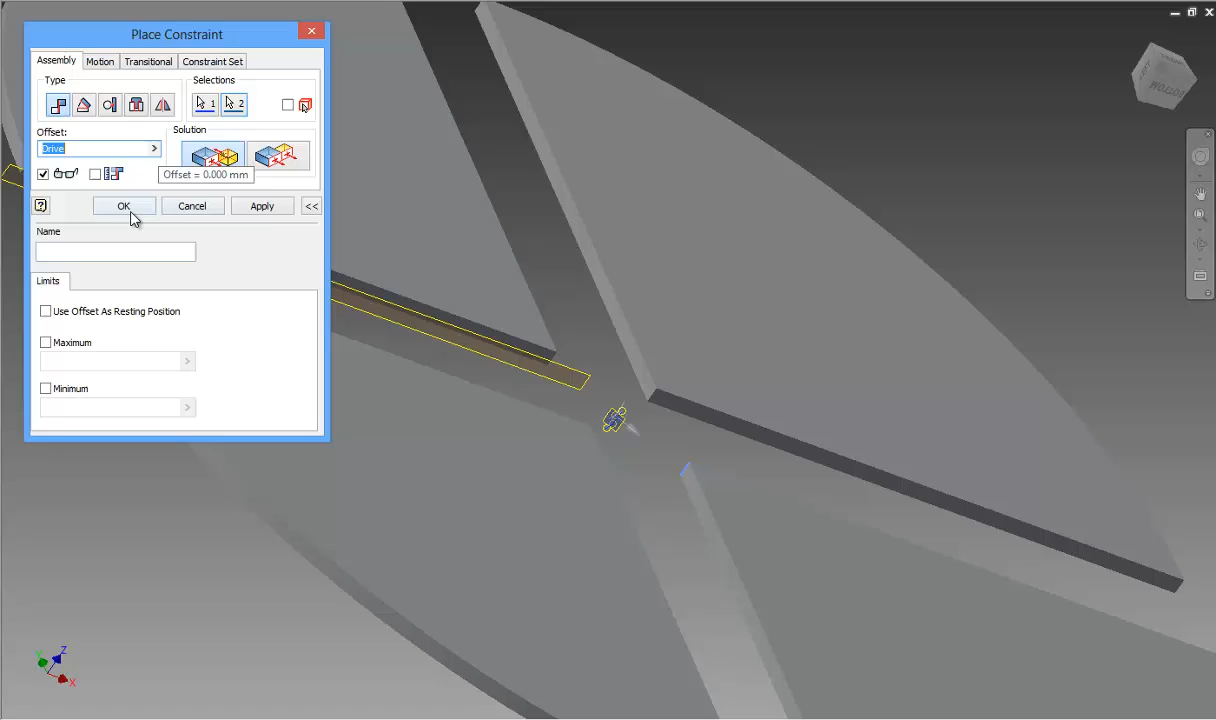 Place Constraint
Assembly Motion Transitional Constraint Set
Type
Selections
1
2
Offset:
Solution
Drive
Offset = 0.000 mm
OK Cancel Apply <<
Name
Limits
Use Offset As Resting Position
Maximum
Minimum
Z
Y
X